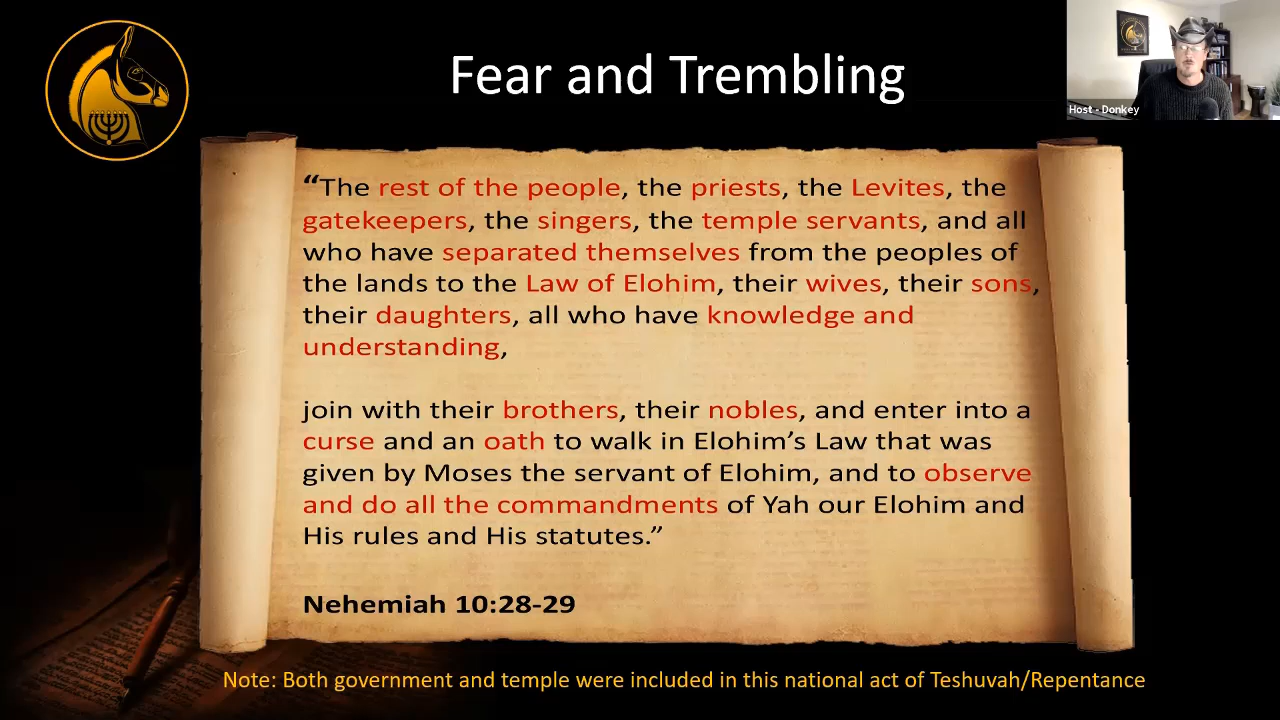 Fear and Trembling
Host - Donkey
“The rest of the people, the priests, the Levites, the
gatekeepers, the singers, the temple servants, and all
who have separated themselves from the peoples of
the lands to the Law of Elohim, their wives, their sons,
their daughters, all who have knowledge and
understanding,
join with their brothers, their nobles, and enter into a
curse and an oath to walk in Elohim’s Law that was
given by Moses the servant of Elohim, and to observe
and do all the commandments of Yah our Elohim and
His rules and His statutes.”
Nehemiah 10:28-29
Note: Both government and temple were included in this national act of Teshuvah/Repentance